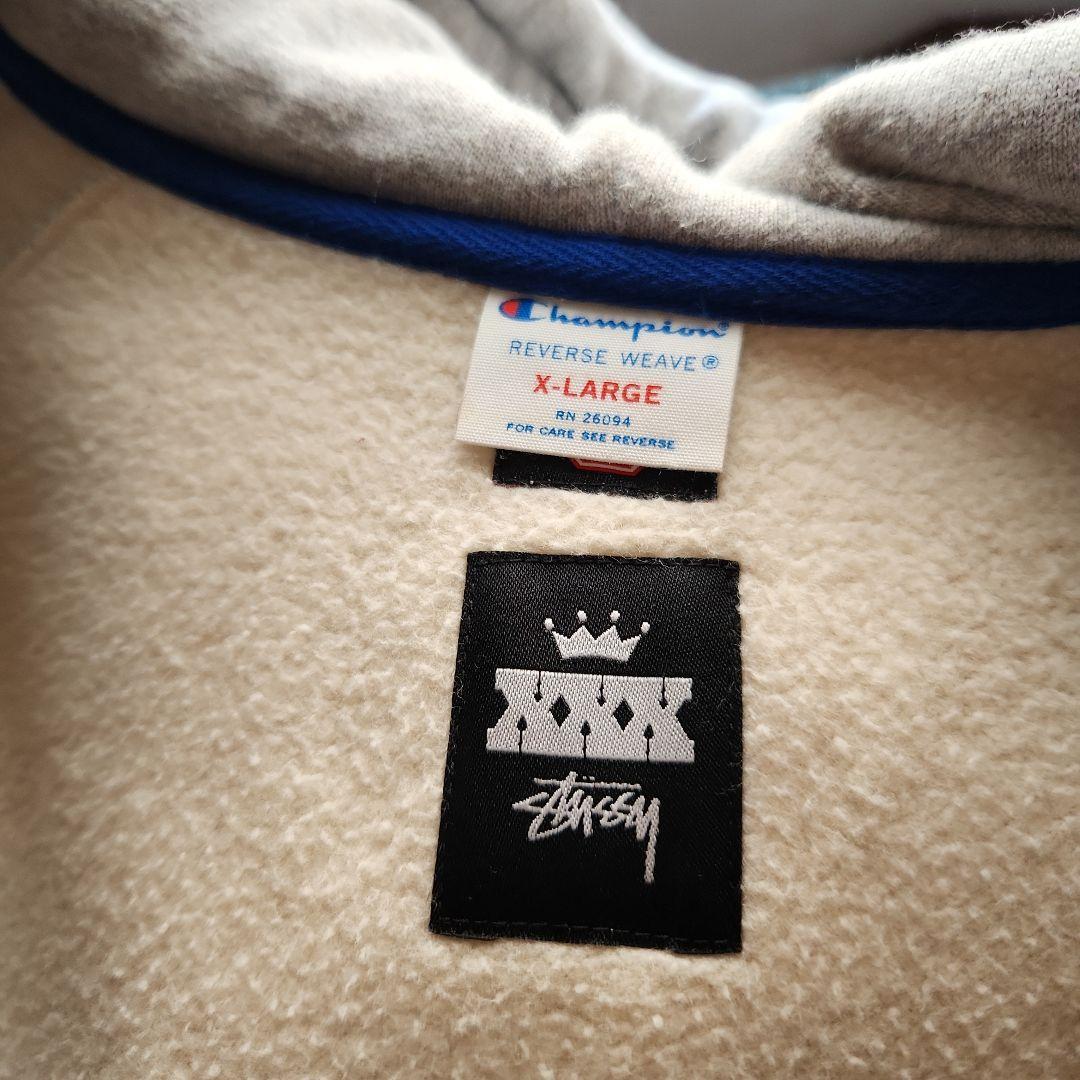 Champion®
REVERSE WEAVE®
X-LARGE
RN 26094
FOR CARE SEE REVERSE
XXX
Stüssy